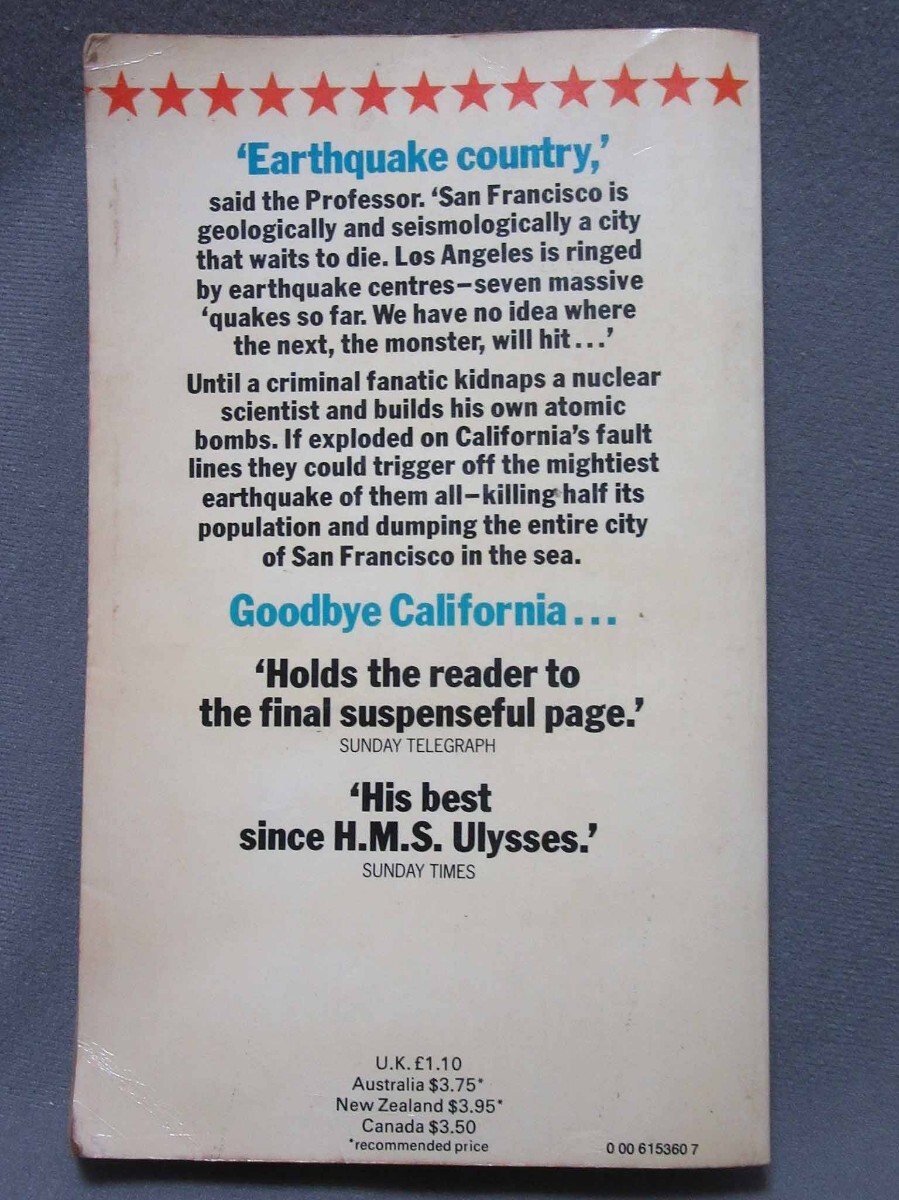 ‘Earthquake country,’
said the Professor. ‘San Francisco is
geologically and seismologically a city
that waits to die. Los Angeles is ringed
by earthquake centres–seven massive
‘quakes so far. We have no idea where
the next, the monster, will hit...’
Until a criminal fanatic kidnaps a nuclear
scientist and builds his own atomic
bombs. If exploded on California’s fault
lines they could trigger off the mightiest
earthquake of them all–killing half its
population and dumping the entire city
of San Francisco in the sea.
Goodbye California...
‘Holds the reader to
the final suspenseful page.’
SUNDAY TELEGRAPH
‘His best
since H.M.S. Ulysses.’
SUNDAY TIMES
U.K. £1.10
Australia $3.75*
New Zealand $3.95*
Canada $3.50
*recommended price
0 00 615360 7